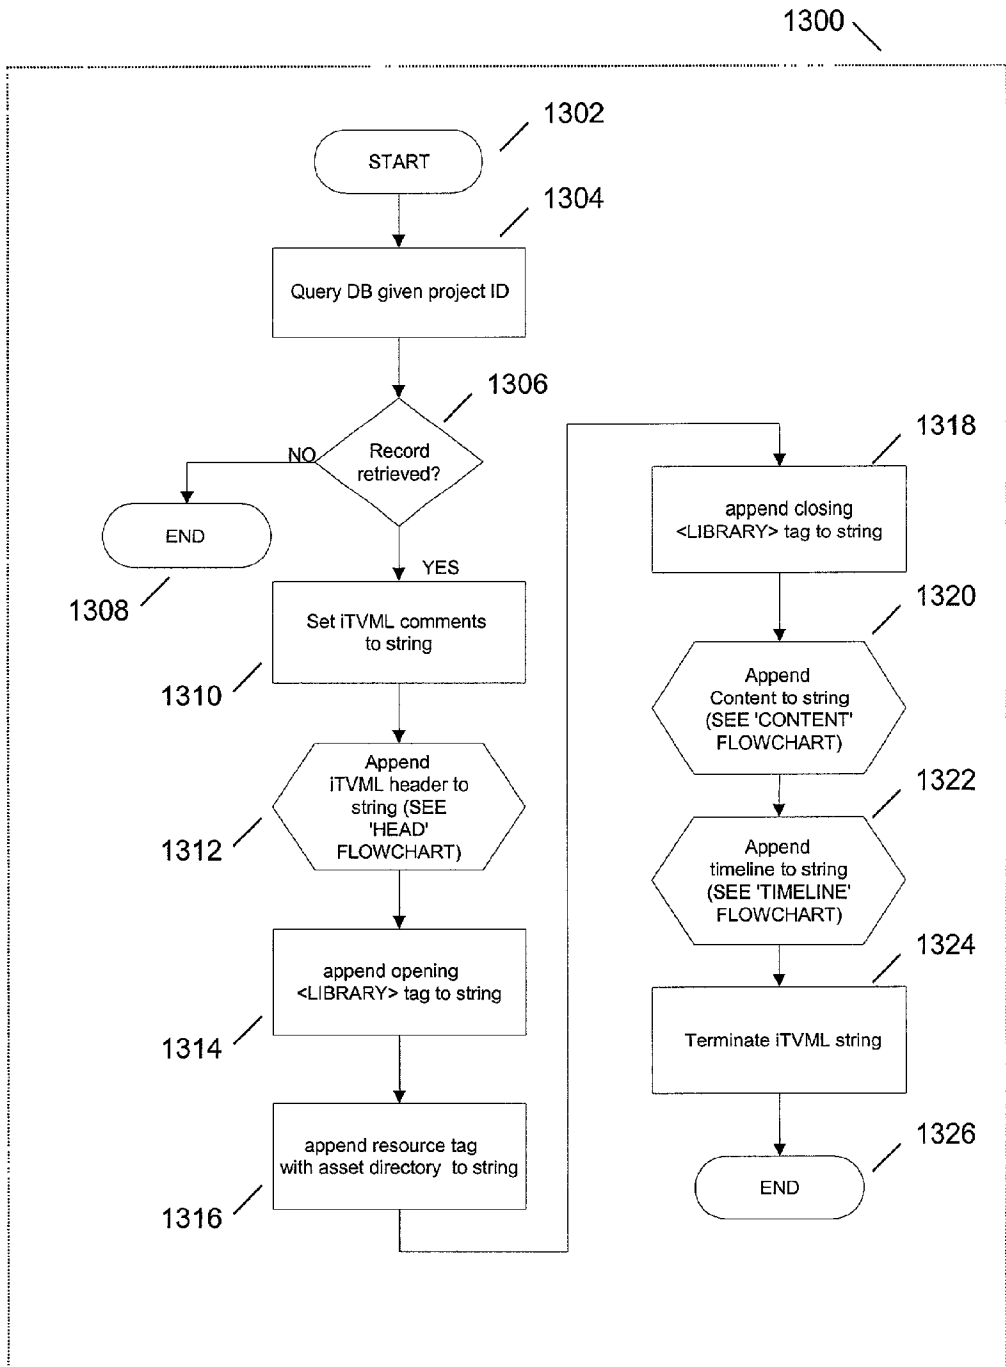 1300
1302
START
1304
Query DB given project ID
1306
Record
retrieved?
NO
END
1308
YES
Set iTVML comments
to string
1310
Append
iTVML header to
string (SEE
'HEAD'
FLOWCHART)
1312
append opening
<LIBRARY> tag to string
1314
append resource tag
with asset directory to string
1316
1318
append closing
<LIBRARY> tag to string
1320
Append
Content to string
(SEE 'CONTENT'
FLOWCHART)
1322
Append
timeline to string
(SEE 'TIMELINE'
FLOWCHART)
1324
Terminate iTVML string
1326
END